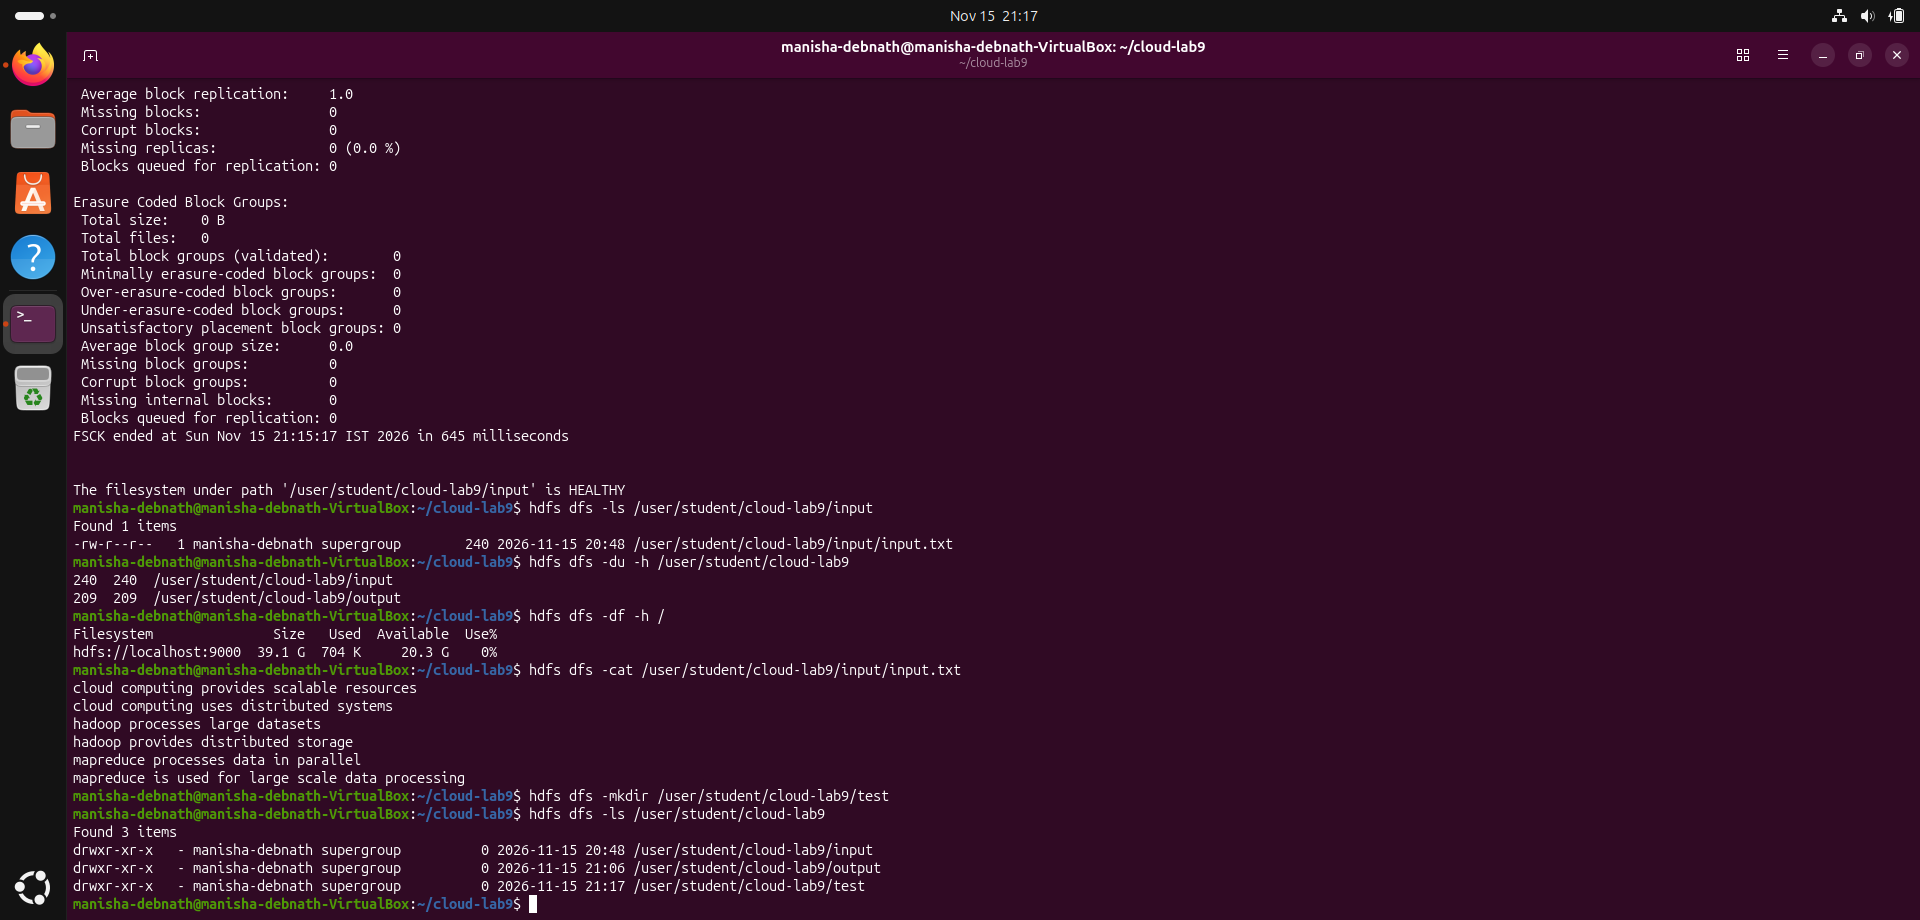 Nov 15  21:17
manisha-debnath@manisha-debnath-VirtualBox: ~/cloud-lab9
~/cloud-lab9
Average block replication:     1.0
Missing blocks:                0
Corrupt blocks:                0
Missing replicas:              0 (0.0 %)
Blocks queued for replication: 0
Erasure Coded Block Groups:
Total size:    0 B
Total files:   0
Total block groups (validated):        0
Minimally erasure-coded block groups:  0
Over-erasure-coded block groups:       0
Under-erasure-coded block groups:      0
Unsatisfactory placement block groups: 0
Average block group size:      0.0
Missing block groups:          0
Corrupt block groups:          0
Missing internal blocks:       0
Blocks queued for replication: 0
FSCK ended at Sun Nov 15 21:15:17 IST 2026 in 645 milliseconds
The filesystem under path '/user/student/cloud-lab9/input' is HEALTHY
manisha-debnath@manisha-debnath-VirtualBox:~/cloud-lab9$ hdfs dfs -ls /user/student/cloud-lab9/input
Found 1 items
-rw-r--r--   1 manisha-debnath supergroup        240 2026-11-15 20:48 /user/student/cloud-lab9/input/input.txt
manisha-debnath@manisha-debnath-VirtualBox:~/cloud-lab9$ hdfs dfs -du -h /user/student/cloud-lab9
240  240  /user/student/cloud-lab9/input
209  209  /user/student/cloud-lab9/output
manisha-debnath@manisha-debnath-VirtualBox:~/cloud-lab9$ hdfs dfs -df -h /
Filesystem               Size   Used  Available  Use%
hdfs://localhost:9000  39.1 G  704 K     20.3 G    0%
manisha-debnath@manisha-debnath-VirtualBox:~/cloud-lab9$ hdfs dfs -cat /user/student/cloud-lab9/input/input.txt
cloud computing provides scalable resources
cloud computing uses distributed systems
hadoop processes large datasets
hadoop provides distributed storage
mapreduce processes data in parallel
mapreduce is used for large scale data processing
manisha-debnath@manisha-debnath-VirtualBox:~/cloud-lab9$ hdfs dfs -mkdir /user/student/cloud-lab9/test
manisha-debnath@manisha-debnath-VirtualBox:~/cloud-lab9$ hdfs dfs -ls /user/student/cloud-lab9
Found 3 items
drwxr-xr-x   - manisha-debnath supergroup          0 2026-11-15 20:48 /user/student/cloud-lab9/input
drwxr-xr-x   - manisha-debnath supergroup          0 2026-11-15 21:06 /user/student/cloud-lab9/output
drwxr-xr-x   - manisha-debnath supergroup          0 2026-11-15 21:17 /user/student/cloud-lab9/test
manisha-debnath@manisha-debnath-VirtualBox:~/cloud-lab9$